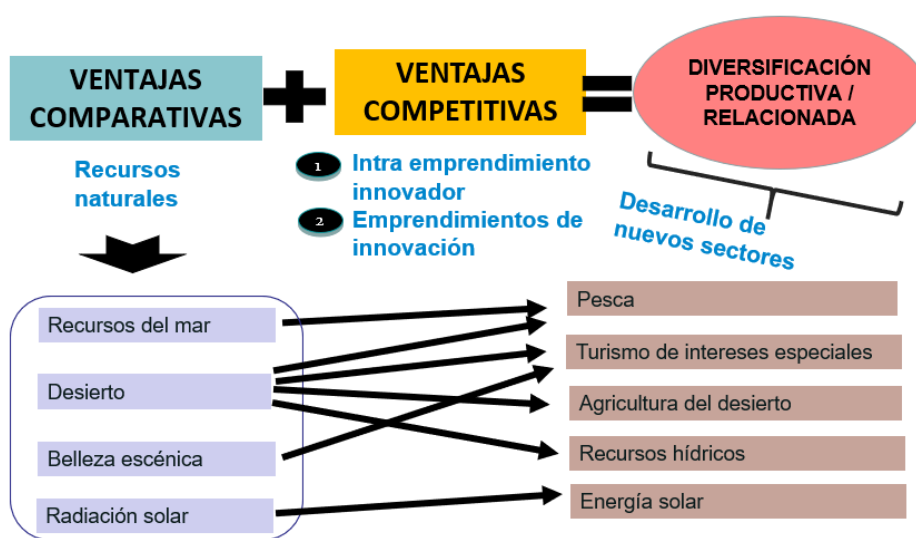 VENTAJAS
COMPARATIVAS
VENTAJAS
COMPETITIVAS
DIVERSIFICACIÓN
PRODUCTIVA /
RELACIONADA
Recursos
naturales
1 Intra emprendimiento
innovador
2 Emprendimientos de
innovación
Desarrollo de
nuevos sectores
Recursos del mar
Desierto
Belleza escénica
Radiación solar
Pesca
Turismo de intereses especiales
Agricultura del desierto
Recursos hídricos
Energía solar